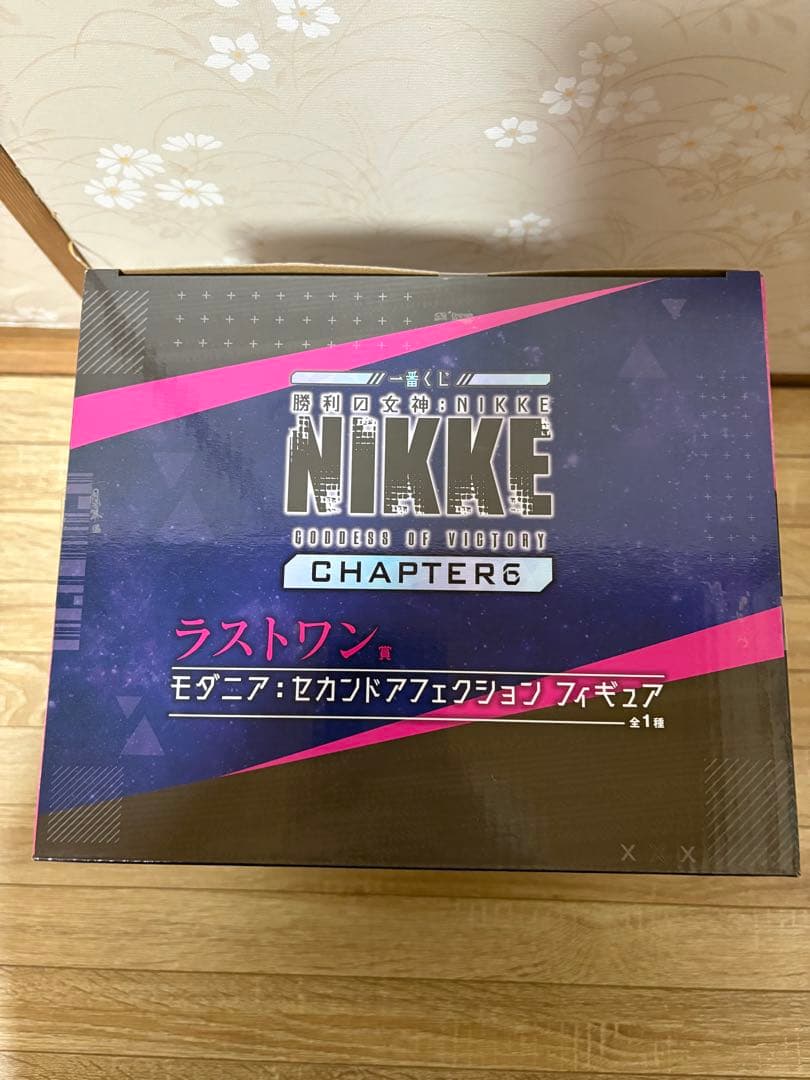 一番くじ
勝利の女神:NIKKE
NIKKE
GODDESS OF VICTORY
CHAPTER6
ラストワン賞
モダニア:セカンドアフェクション フィギュア
全1種